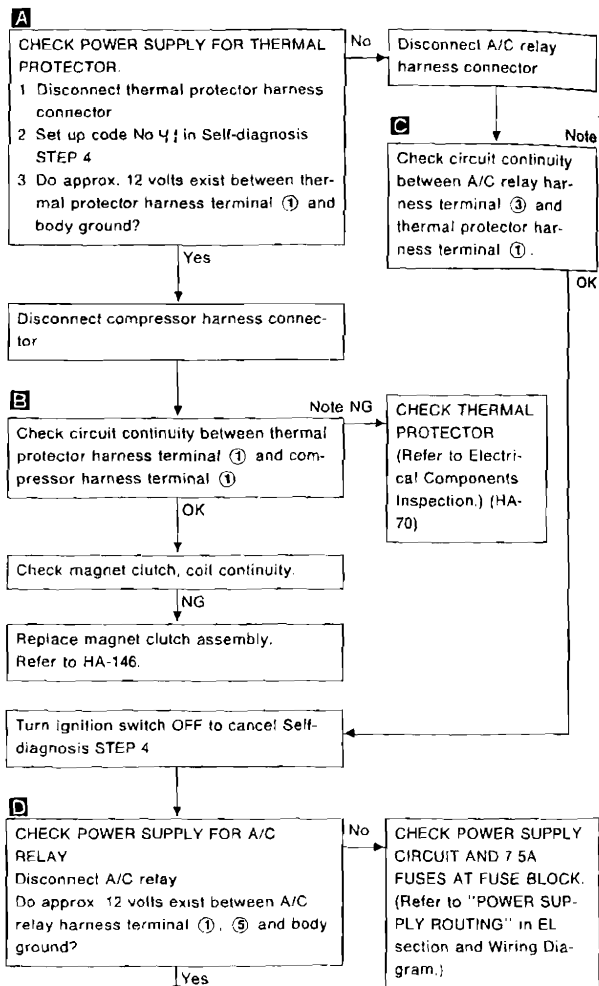 A
CHECK POWER SUPPLY FOR THERMAL
PROTECTOR.
1 Disconnect thermal protector harness
connector
2 Set up code No 41 in Self-diagnosis
STEP 4
3 Do approx. 12 volts exist between ther-
mal protector harness terminal ① and
body ground?
No
Disconnect A/C relay
harness connector
C
Note
Check circuit continuity
between A/C relay har-
ness terminal ③ and
thermal protector har-
ness terminal ①.
OK
Yes
Disconnect compressor harness connec-
tor
B
Note NG
Check circuit continuity between thermal
protector harness terminal ① and com-
pressor harness terminal ①
CHECK THERMAL
PROTECTOR
(Refer to Electri-
cal Components
Inspection.) (HA-
70)
OK
Check magnet clutch, coil continuity.
NG
Replace magnet clutch assembly.
Refer to HA-146.
Turn ignition switch OFF to cancel Self-
diagnosis STEP 4
D
CHECK POWER SUPPLY FOR A/C
RELAY
Disconnect A/C relay
Do approx 12 volts exist between A/C
relay harness terminal ①, ⑤ and body
ground?
No
CHECK POWER SUPPLY
CIRCUIT AND 7 5A
FUSES AT FUSE BLOCK.
(Refer to "POWER SUP-
PLY ROUTING" in EL
section and Wiring Dia-
gram.)
Yes